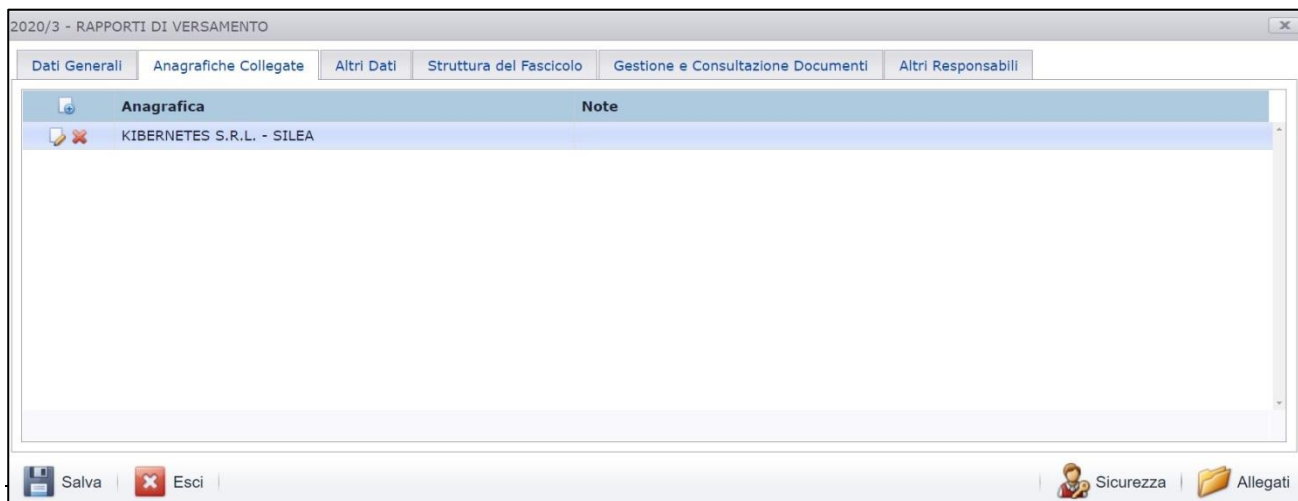 2020/3 - RAPPORTI DI VERSAMENTO
Dati Generali Anagrafiche Collegate Altri Dati Struttura del Fascicolo Gestione e Consultazione Documenti Altri Responsabili
Anagrafica Note
KIBERNETES S.R.L. - SILEA
Salva Esci Sicurezza Allegati